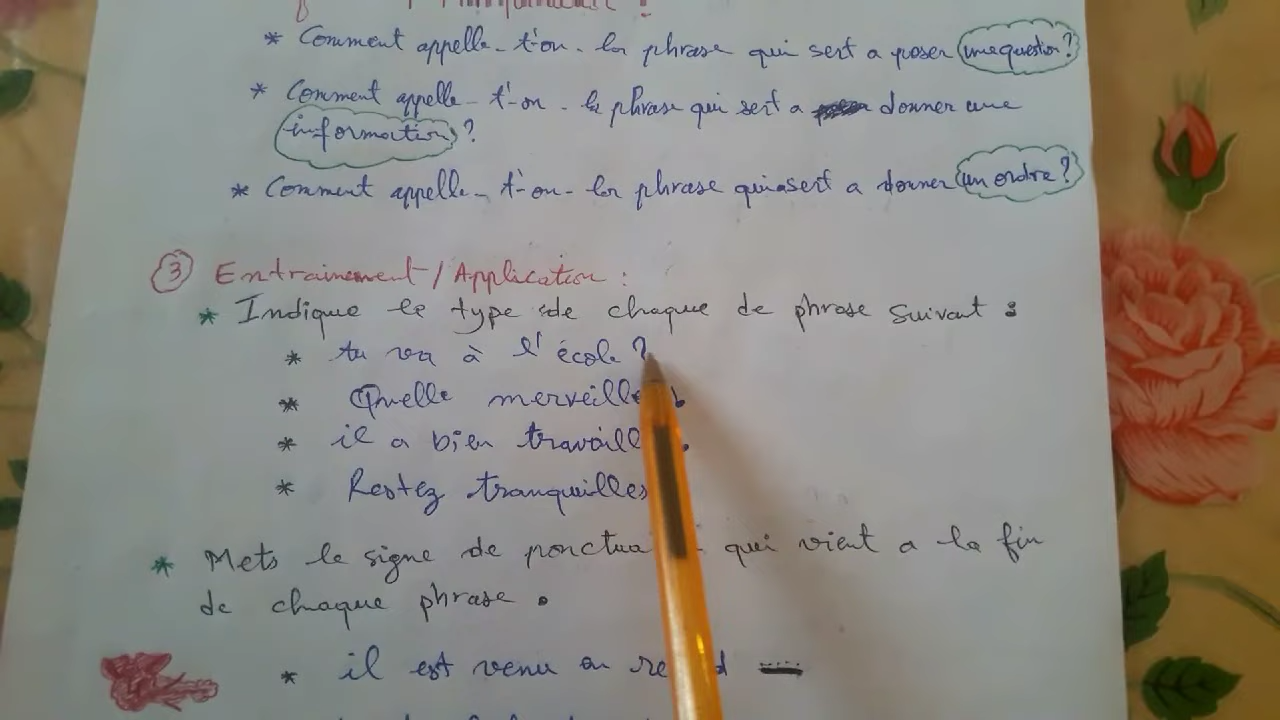 * Comment appelle-t'on-la phrase qui sert a poser une question ?
* Comment appelle-t'-on-la phrase qui sert a donner une
information ?
* Comment appelle-t'-on-la phrase qui sert a donner un ordre ?
③ Entrainement / Application :
* Indique le type de chaque de phrase suivant :
* tu va à l'école ?
* Quelle merveille
* il a bien travaill
* Restez tranquilles
* Mets le signe de qui vient a la fin
de chaque phrase .
* il est venu